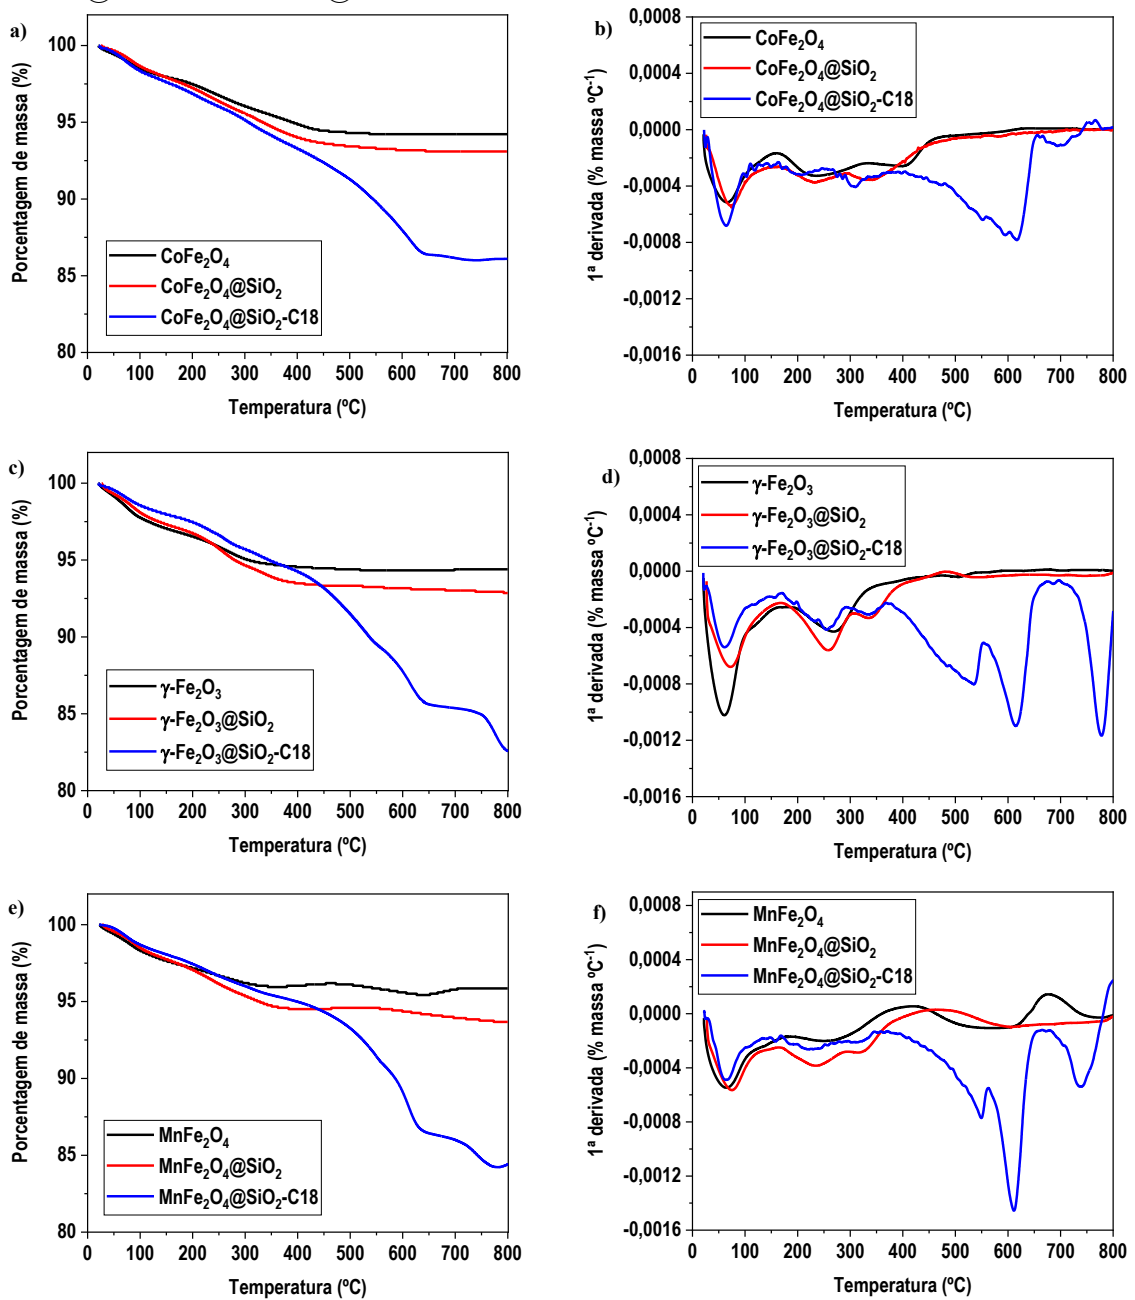 a)
Porcentagem de massa (%)
100
95
90
85
80
CoFe₂O₄
CoFe₂O₄@SiO₂
CoFe₂O₄@SiO₂-C18
0 100 200 300 400 500 600 700 800
Temperatura (ºC)
b)
1ª derivada (% massa ºC⁻¹)
0,0008
0,0004
0,0000
-0,0004
-0,0008
-0,0012
-0,0016
CoFe₂O₄
CoFe₂O₄@SiO₂
CoFe₂O₄@SiO₂-C18
100 200 300 400 500 600 700 800
Temperatura (ºC)
c)
Porcentagem de massa (%)
100
95
90
85
80
γ-Fe₂O₃
γ-Fe₂O₃@SiO₂
γ-Fe₂O₃@SiO₂-C18
0 100 200 300 400 500 600 700 800
Temperatura (ºC)
d)
1ª derivada (% massa ºC⁻¹)
0,0008
0,0004
0,0000
-0,0004
-0,0008
-0,0012
-0,0016
γ-Fe₂O₃
γ-Fe₂O₃@SiO₂
γ-Fe₂O₃@SiO₂-C18
100 200 300 400 500 600 700 800
Temperatura (ºC)
e)
Porcentagem de massa (%)
100
95
90
85
80
MnFe₂O₄
MnFe₂O₄@SiO₂
MnFe₂O₄@SiO₂-C18
0 100 200 300 400 500 600 700 800
Temperatura (ºC)
f)
1ª derivada (% massa ºC⁻¹)
0,0008
0,0004
0,0000
-0,0004
-0,0008
-0,0012
-0,0016
MnFe₂O₄
MnFe₂O₄@SiO₂
MnFe₂O₄@SiO₂-C18
100 200 300 400 500 600 700 800
Temperatura (ºC)